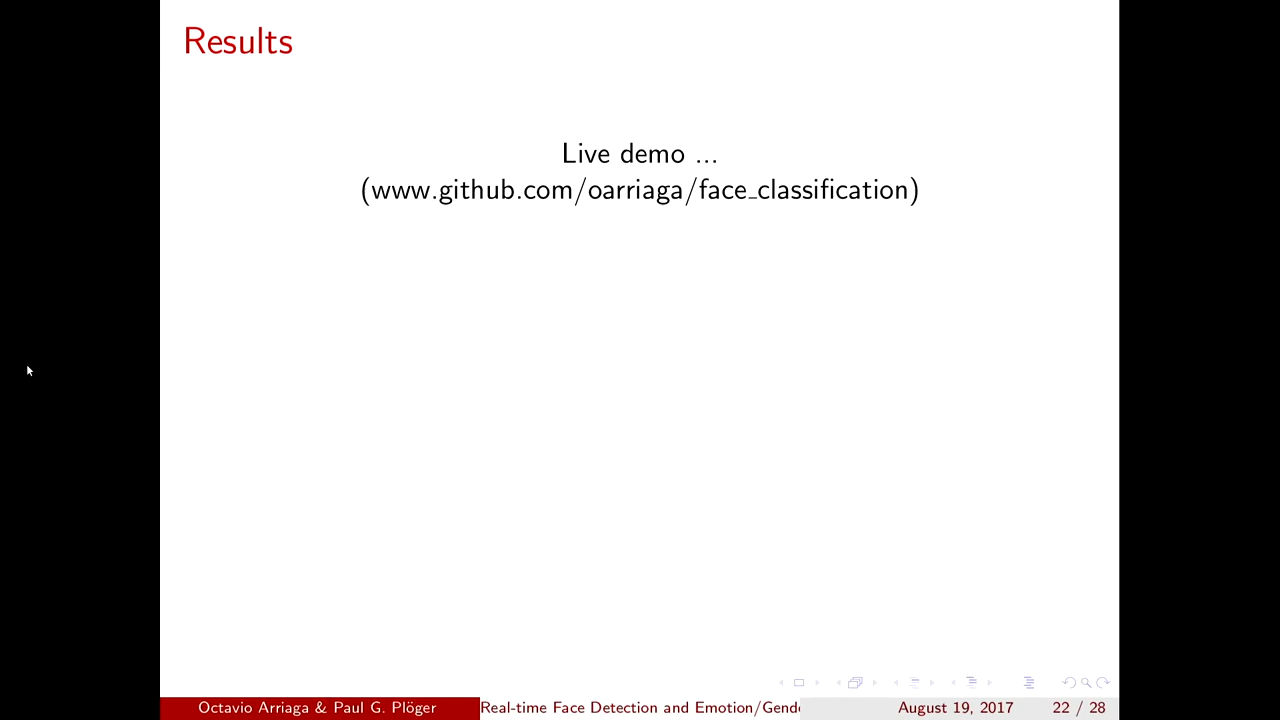 Results
Live demo ...
(www.github.com/oarriaga/face_classification)
Octavio Arriaga & Paul G. Plöger
Real-time Face Detection and Emotion/Gend
August 19, 2017
22 / 28